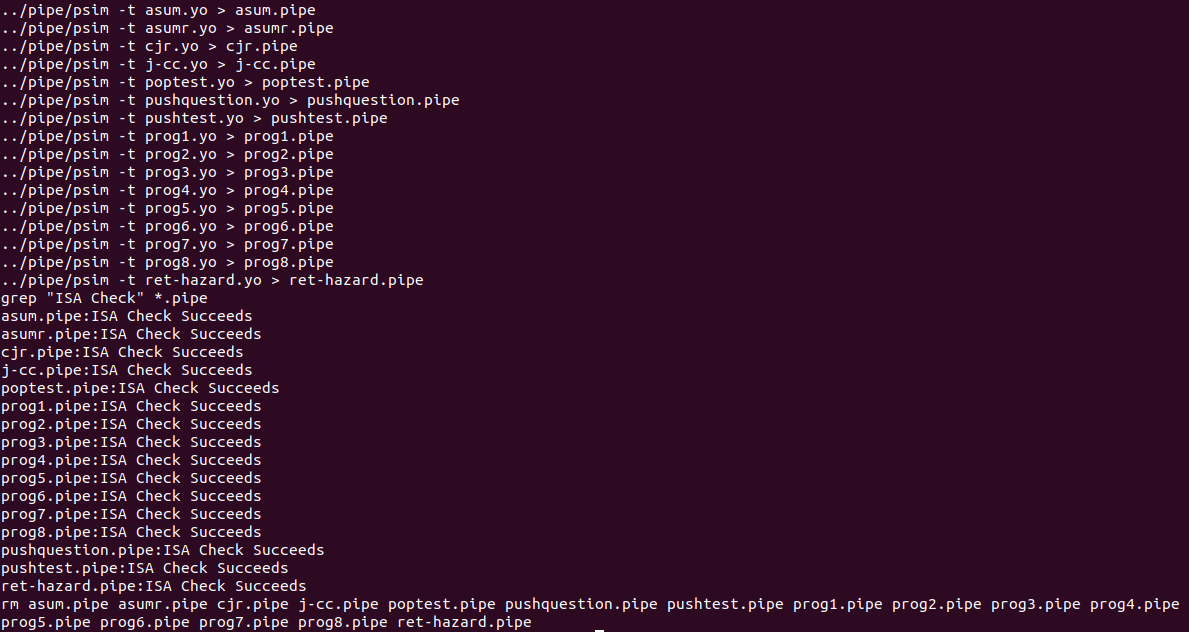 ../pipe/psim -t asum.yo > asum.pipe
../pipe/psim -t asumr.yo > asumr.pipe
../pipe/psim -t cjr.yo > cjr.pipe
../pipe/psim -t j-cc.yo > j-cc.pipe
../pipe/psim -t poptest.yo > poptest.pipe
../pipe/psim -t pushquestion.yo > pushquestion.pipe
../pipe/psim -t pushtest.yo > pushtest.pipe
../pipe/psim -t prog1.yo > prog1.pipe
../pipe/psim -t prog2.yo > prog2.pipe
../pipe/psim -t prog3.yo > prog3.pipe
../pipe/psim -t prog4.yo > prog4.pipe
../pipe/psim -t prog5.yo > prog5.pipe
../pipe/psim -t prog6.yo > prog6.pipe
../pipe/psim -t prog7.yo > prog7.pipe
../pipe/psim -t prog8.yo > prog8.pipe
../pipe/psim -t ret-hazard.yo > ret-hazard.pipe
grep "ISA Check" *.pipe
asum.pipe:ISA Check Succeeds
asumr.pipe:ISA Check Succeeds
cjr.pipe:ISA Check Succeeds
j-cc.pipe:ISA Check Succeeds
poptest.pipe:ISA Check Succeeds
prog1.pipe:ISA Check Succeeds
prog2.pipe:ISA Check Succeeds
prog3.pipe:ISA Check Succeeds
prog4.pipe:ISA Check Succeeds
prog5.pipe:ISA Check Succeeds
prog6.pipe:ISA Check Succeeds
prog7.pipe:ISA Check Succeeds
prog8.pipe:ISA Check Succeeds
pushquestion.pipe:ISA Check Succeeds
pushtest.pipe:ISA Check Succeeds
ret-hazard.pipe:ISA Check Succeeds
rm asum.pipe asumr.pipe cjr.pipe j-cc.pipe poptest.pipe pushquestion.pipe pushtest.pipe prog1.pipe prog2.pipe prog3.pipe prog4.pipe
prog5.pipe prog6.pipe prog7.pipe prog8.pipe ret-hazard.pipe